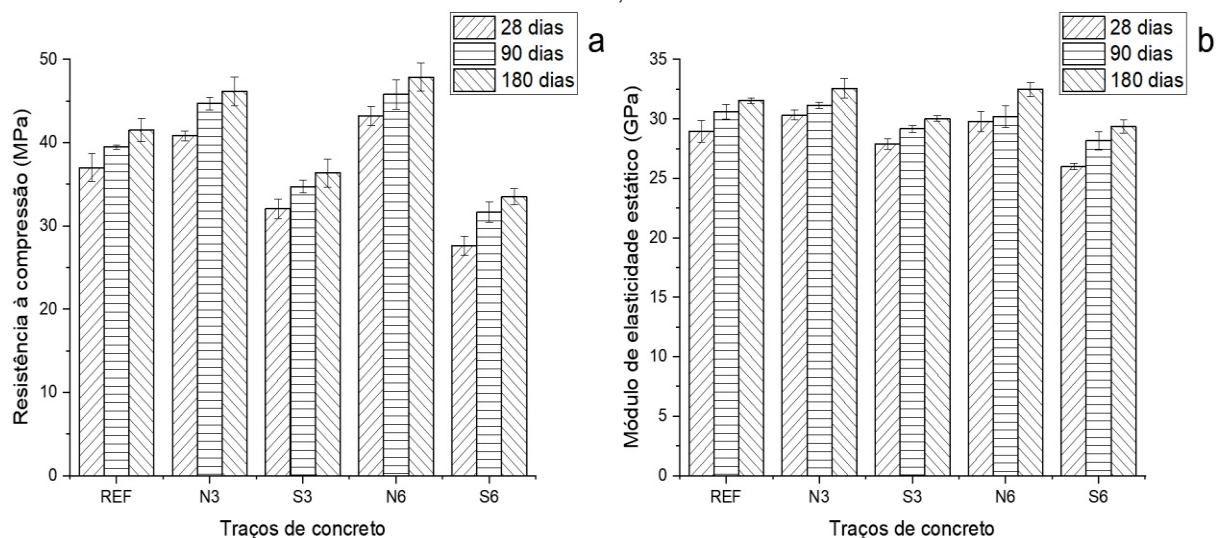 28 dias
90 dias
180 dias
a
50
40
30
20
10
0
Resistência à compressão (MPa)
REF N3 S3 N6 S6
Traços de concreto
28 dias
90 dias
180 dias
b
35
30
25
20
15
10
5
0
Módulo de elasticidade estático (GPa)
REF N3 S3 N6 S6
Traços de concreto